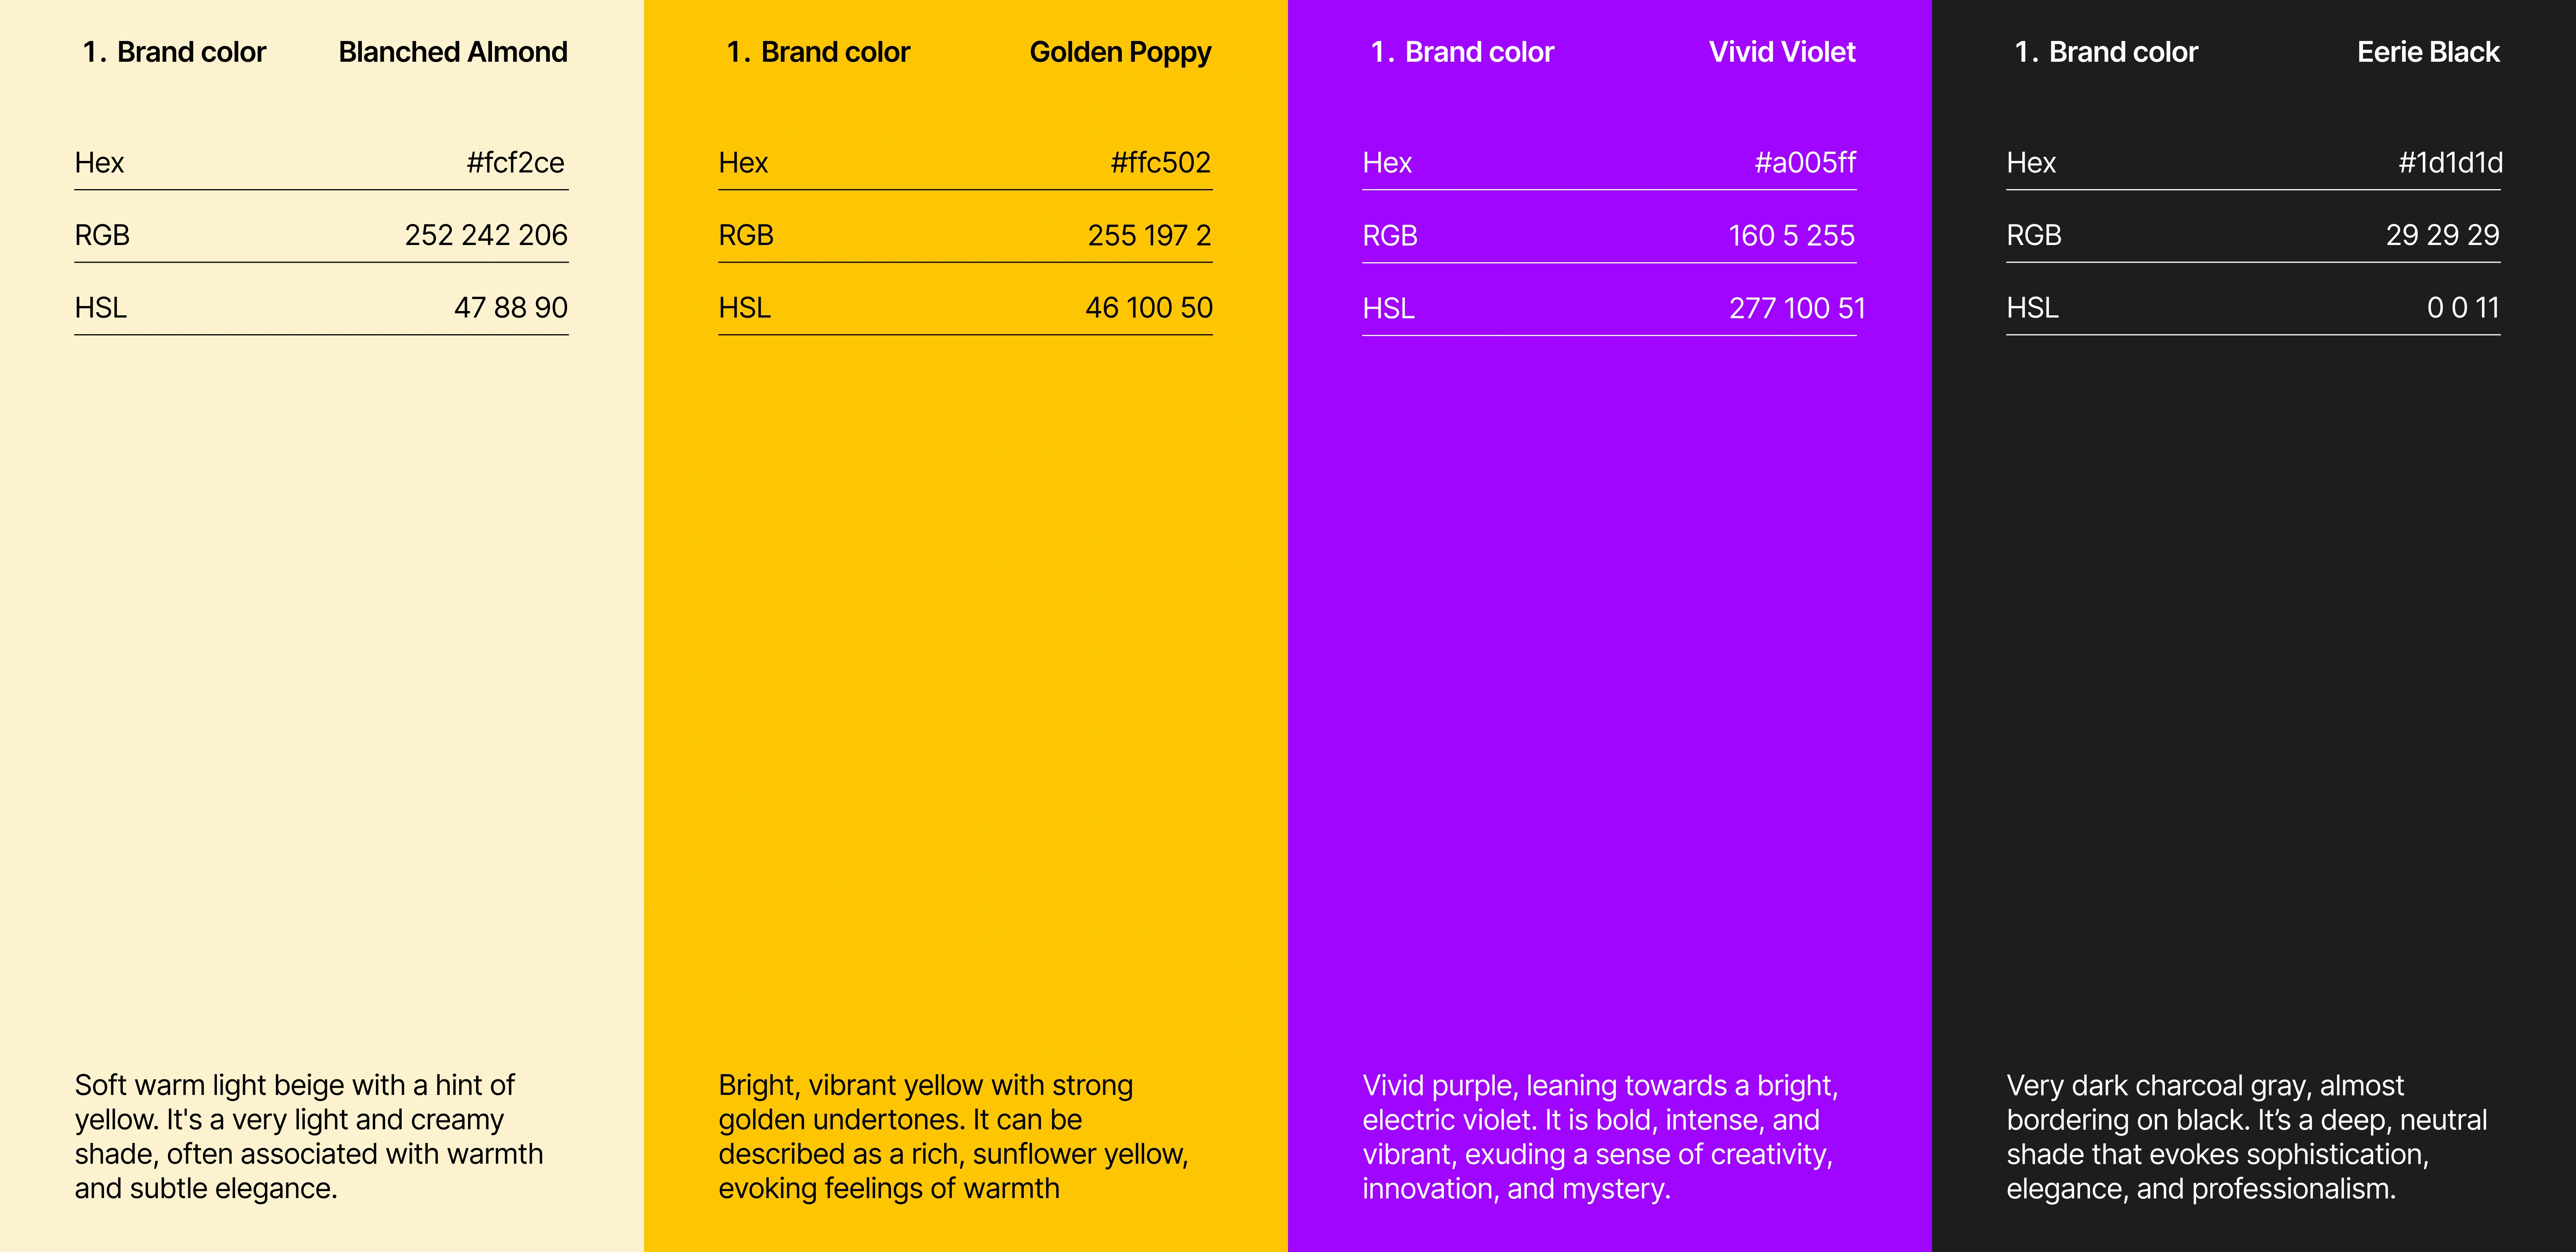 1. Brand color Blanched Almond
Hex #fcf2ce
RGB 252 242 206
HSL 47 88 90
Soft warm light beige with a hint of
yellow. It's a very light and creamy
shade, often associated with warmth
and subtle elegance.
1. Brand color Golden Poppy
Hex #ffc502
RGB 255 197 2
HSL 46 100 50
Bright, vibrant yellow with strong
golden undertones. It can be
described as a rich, sunflower yellow,
evoking feelings of warmth
1. Brand color Vivid Violet
Hex #a005ff
RGB 160 5 255
HSL 277 100 51
Vivid purple, leaning towards a bright,
electric violet. It is bold, intense, and
vibrant, exuding a sense of creativity,
innovation, and mystery.
1. Brand color Eerie Black
Hex #1d1d1d
RGB 29 29 29
HSL 0 0 11
Very dark charcoal gray, almost
bordering on black. It’s a deep, neutral
shade that evokes sophistication,
elegance, and professionalism.